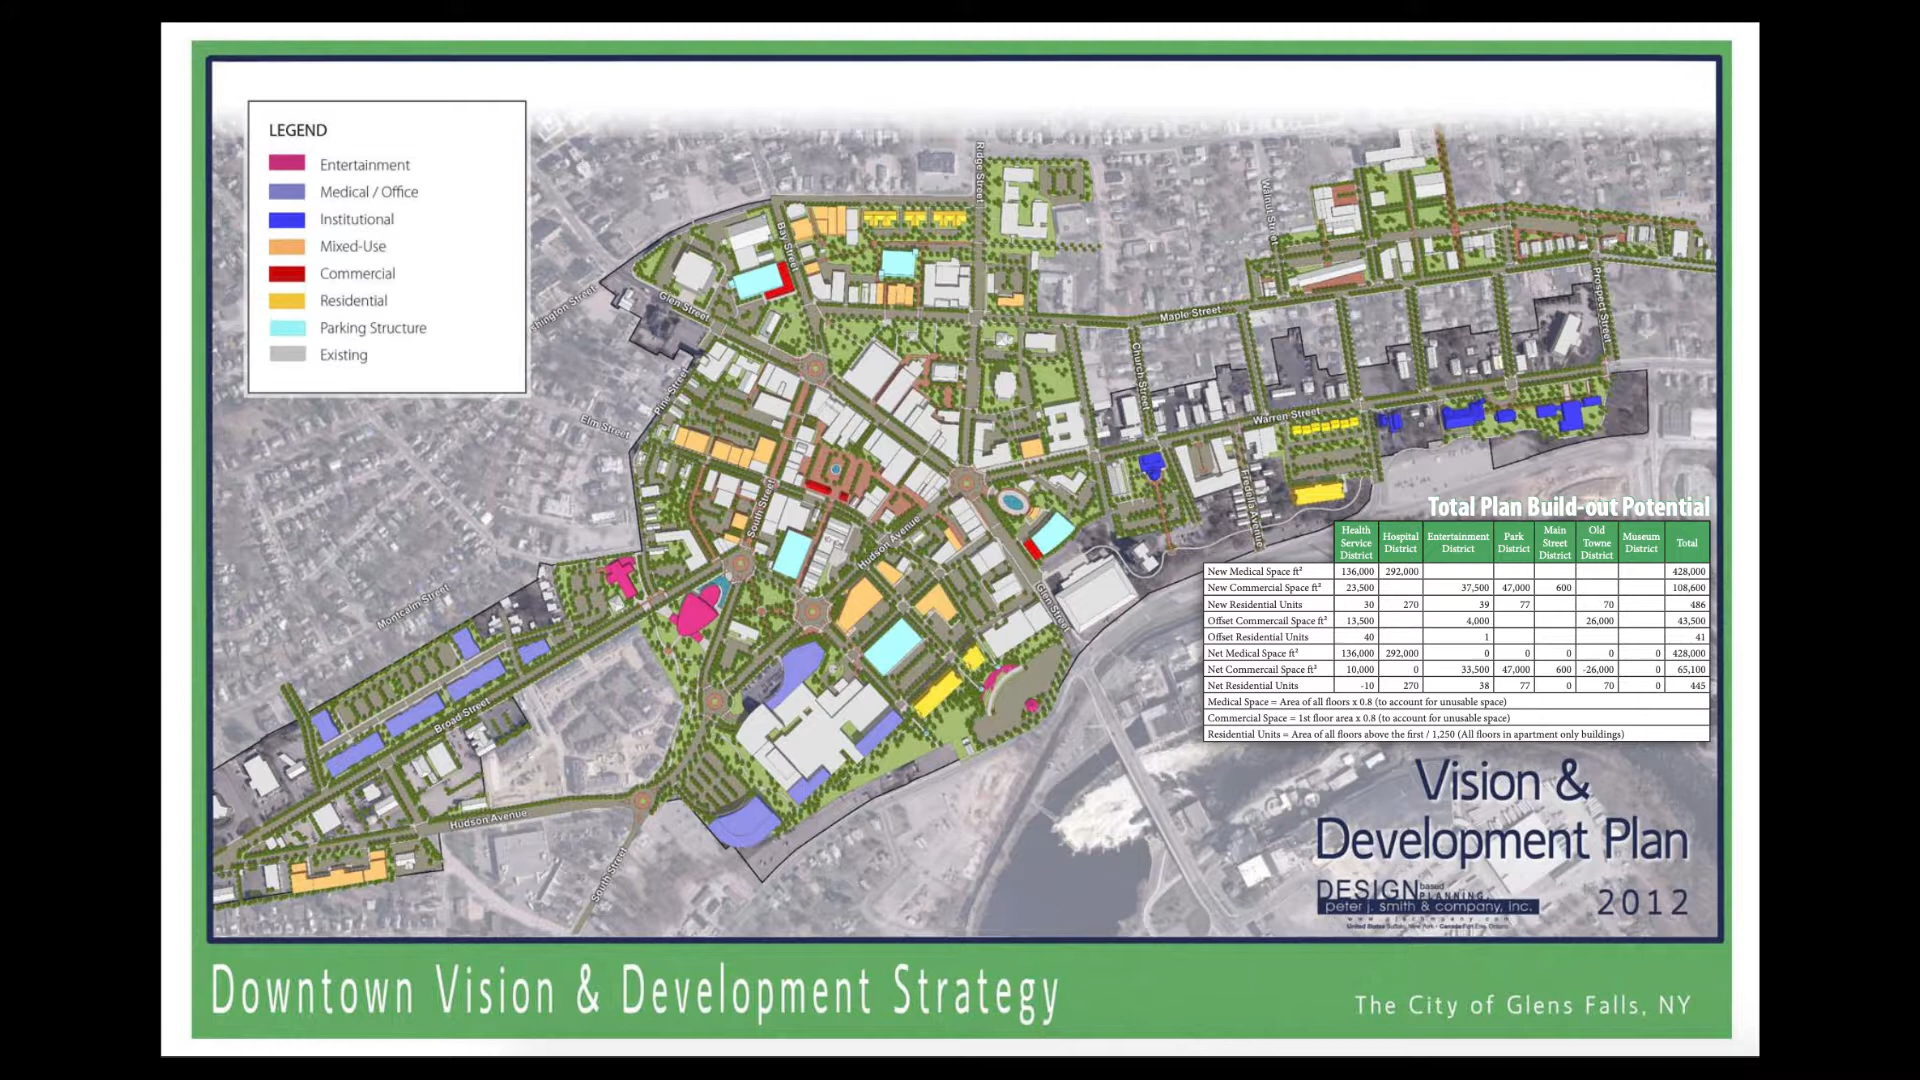 LEGEND
Entertainment
Medical / Office
Institutional
Mixed-Use
Commercial
Residential
Parking Structure
Existing
Ridge Street
Walnut Street
Bay Street
Glen Street
Maple Street
Prospect Street
Church Street
Pine Street
Elm Street
Warren Street
Fredella Avenue
South Street
Hudson Avenue
Glen Street
Montcalm Street
Broad Street
Hudson Avenue
South Street
Total Plan Build-out Potential
Health Service District Hospital District Entertainment District Park District Main Street District Old Towne District Museum District Total
New Medical Space ft² 136,000 292,000 428,000
New Commercial Space ft² 23,500 37,500 47,000 600 108,600
New Residential Units 30 270 39 77 70 486
Offset Commercail Space ft² 13,500 4,000 26,000 43,500
Offset Residential Units 40 1 41
Net Medical Space ft² 136,000 292,000 0 0 0 0 0 428,000
Net Commercail Space ft² 10,000 0 33,500 47,000 600 -26,000 0 65,100
Net Residential Units -10 270 38 77 0 70 0 445
Medical Space = Area of all floors x 0.8 (to account for unusable space)
Commercial Space = 1st floor area x 0.8 (to account for unusable space)
Residential Units = Area of all floors above the first / 1,250 (All floors in apartment only buildings)
Vision &
Development Plan
2012
DESIGN based PLANNING
peter j. smith & company, inc.
Downtown Vision & Development Strategy
The City of Glens Falls, NY